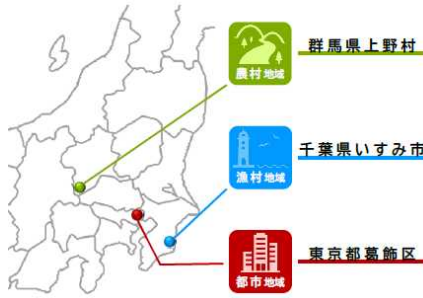 群馬県上野村
農村地域
千葉県いすみ市
漁村地域
東京都葛飾区
都市地域